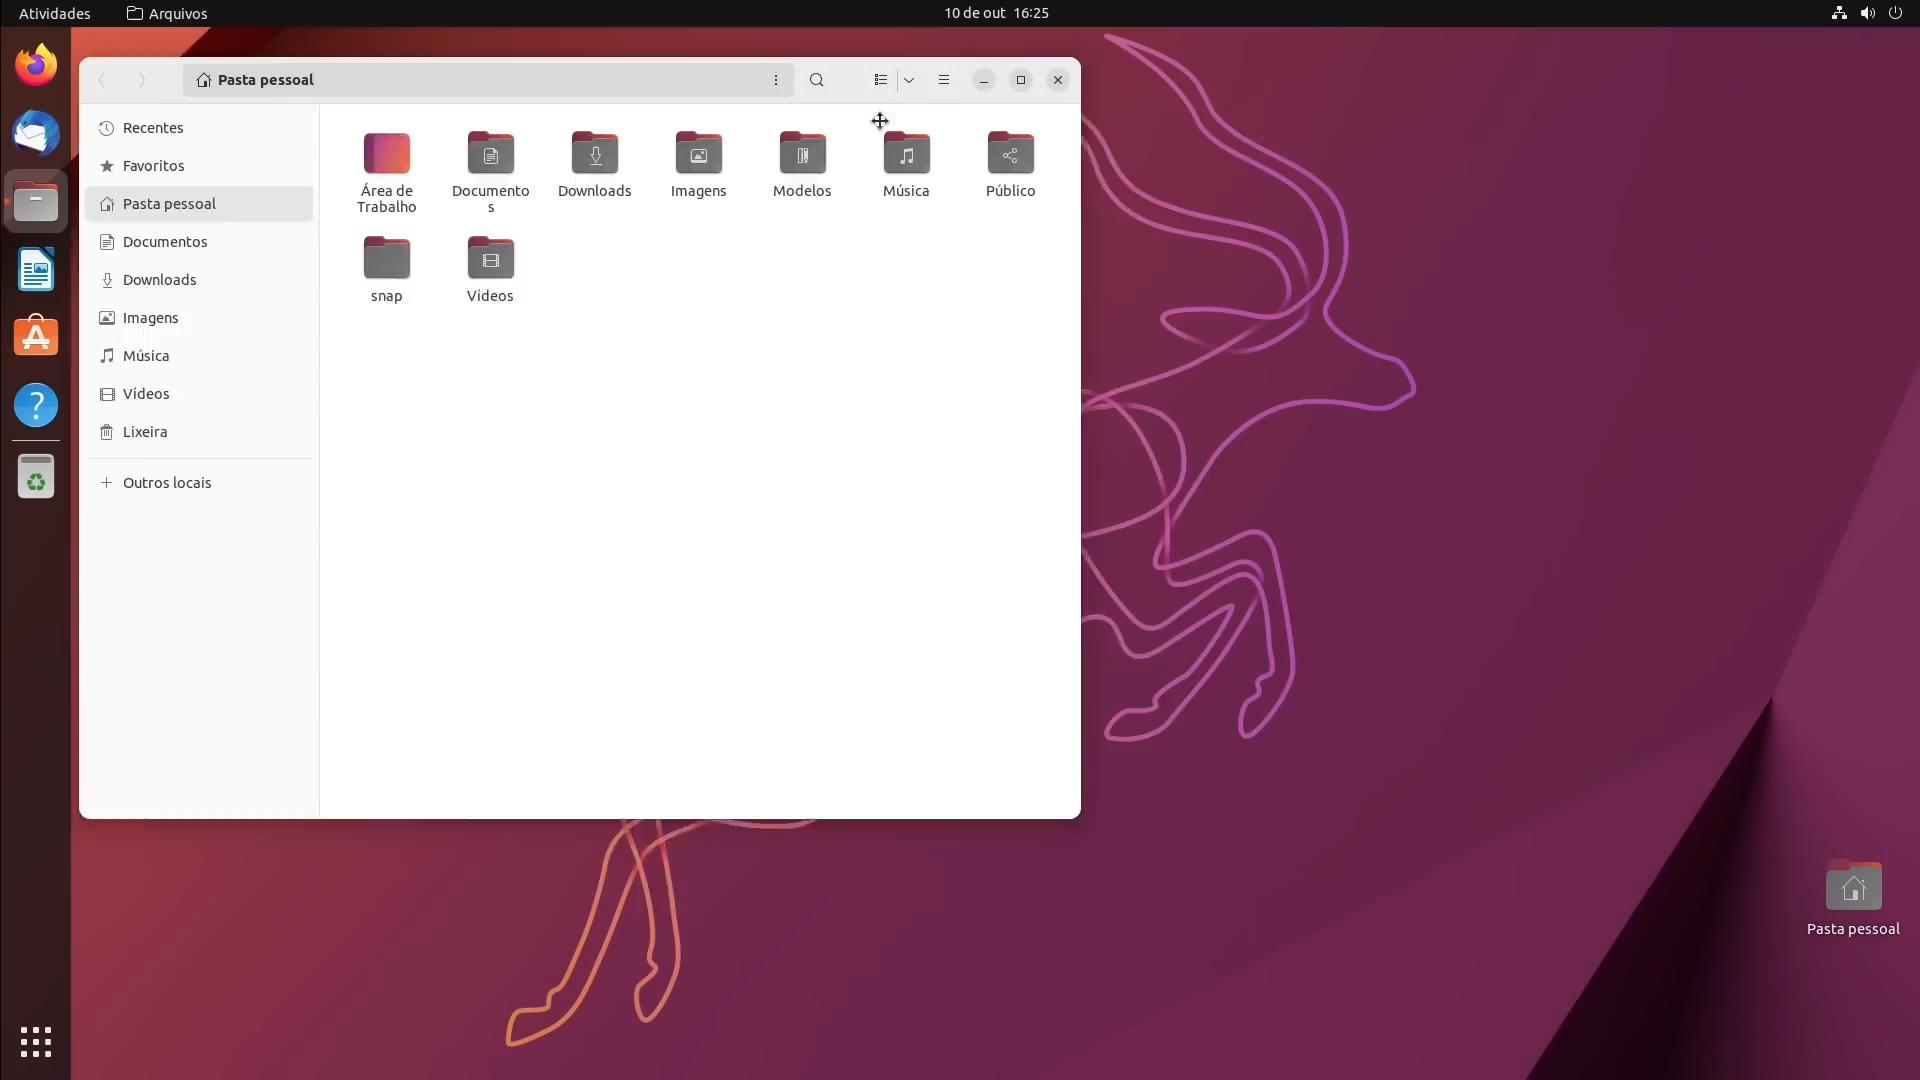 Atividades
Arquivos
10 de out 16:25
Pasta pessoal
Recentes
Favoritos
Pasta pessoal
Documentos
Downloads
Imagens
Música
Vídeos
Lixeira
Outros locais
Área de
Trabalho
Documento
s
Downloads
Imagens
Modelos
Música
Público
snap
Vídeos
Pasta pessoal